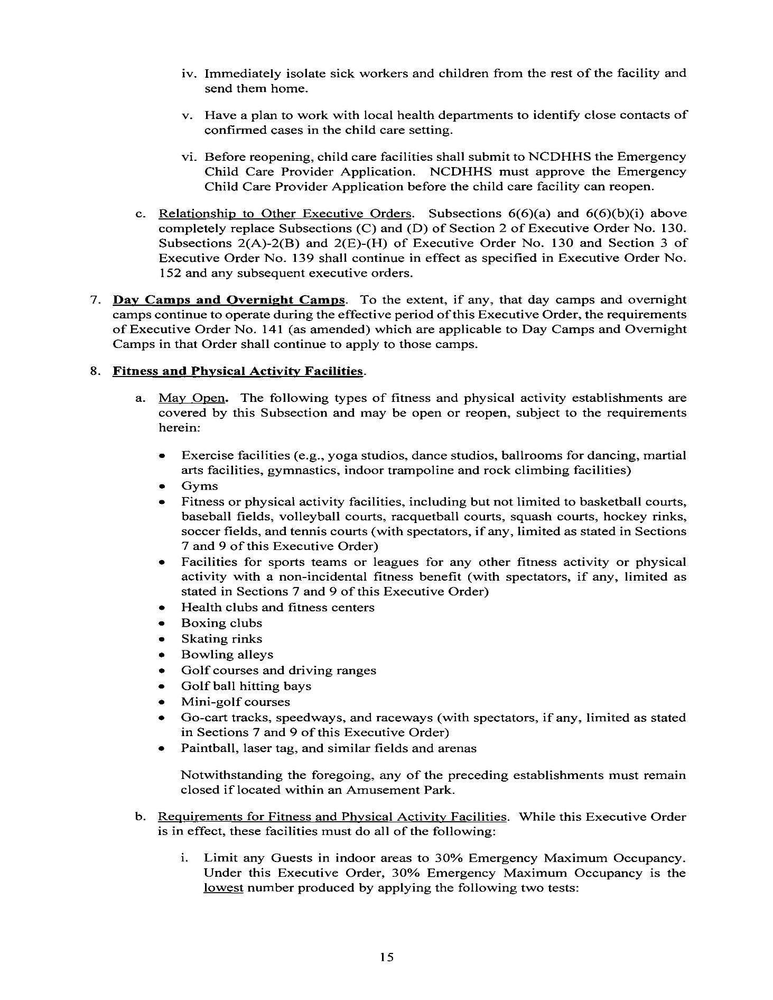 iv. Immediately isolate sick workers and children from the rest of the facility and
send them home.
v. Have a plan to work with local health departments to identify close contacts of
confirmed cases in the child care setting.
vi. Before reopening, child care facilities shall submit to NCDHHS the Emergency
Child Care Provider Application. NCDHHS must approve the Emergency
Child Care Provider Application before the child care facility can reopen.
c. Relationship to Other Executive Orders. Subsections 6(6)(a) and 6(6)(b)(i) above
completely replace Subsections (C) and (D) of Section 2 of Executive Order No. 130.
Subsections 2(A)-2(B) and 2(E)-(H) of Executive Order No. 130 and Section 3 of
Executive Order No. 139 shall continue in effect as specified in Executive Order No.
152 and any subsequent executive orders.
7. Day Camps and Overnight Camps. To the extent, if any, that day camps and overnight
camps continue to operate during the effective period of this Executive Order, the requirements
of Executive Order No. 141 (as amended) which are applicable to Day Camps and Overnight
Camps in that Order shall continue to apply to those camps.
8. Fitness and Physical Activity Facilities.
a. May Open. The following types of fitness and physical activity establishments are
covered by this Subsection and may be open or reopen, subject to the requirements
herein:
• Exercise facilities (e.g., yoga studios, dance studios, ballrooms for dancing, martial
arts facilities, gymnastics, indoor trampoline and rock climbing facilities)
• Gyms
• Fitness or physical activity facilities, including but not limited to basketball courts,
baseball fields, volleyball courts, racquetball courts, squash courts, hockey rinks,
soccer fields, and tennis courts (with spectators, if any, limited as stated in Sections
7 and 9 of this Executive Order)
• Facilities for sports teams or leagues for any other fitness activity or physical
activity with a non-incidental fitness benefit (with spectators, if any, limited as
stated in Sections 7 and 9 of this Executive Order)
• Health clubs and fitness centers
• Boxing clubs
• Skating rinks
• Bowling alleys
• Golf courses and driving ranges
• Golf ball hitting bays
• Mini-golf courses
• Go-cart tracks, speedways, and raceways (with spectators, if any, limited as stated
in Sections 7 and 9 of this Executive Order)
• Paintball, laser tag, and similar fields and arenas
Notwithstanding the foregoing, any of the preceding establishments must remain
closed if located within an Amusement Park.
b. Requirements for Fitness and Physical Activity Facilities. While this Executive Order
is in effect, these facilities must do all of the following:
i. Limit any Guests in indoor areas to 30% Emergency Maximum Occupancy.
Under this Executive Order, 30% Emergency Maximum Occupancy is the
lowest number produced by applying the following two tests:
15